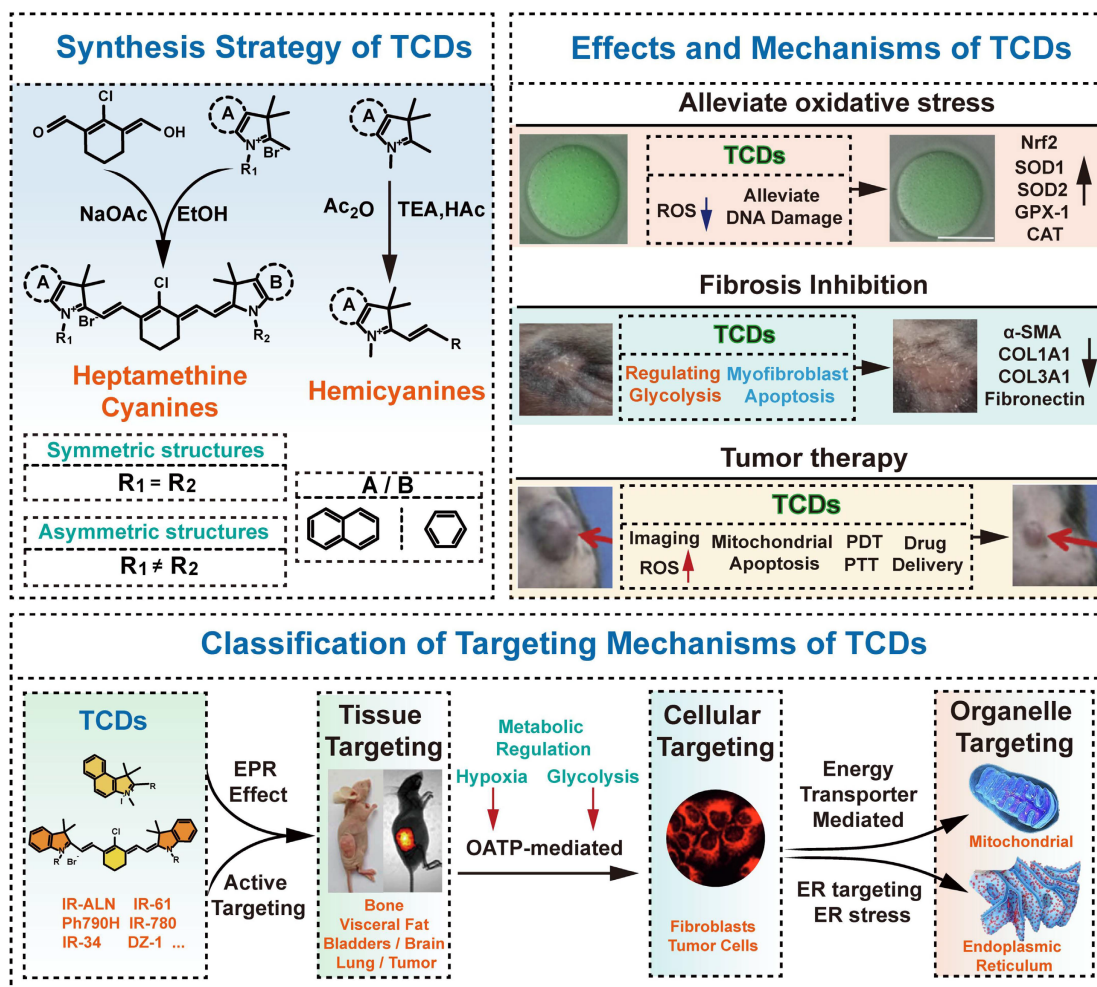 Synthesis Strategy of TCDs
Cl
O
OH
A
N+
Br-
R1
NaOAc
EtOH
A
N+
Br-
R1
Cl
B
N
R2
Heptamethine
Cyanines
A
N+
Ac2O
TEA,HAc
A
N+
R
Hemicyanines
Symmetric structures
R1 = R2
Asymmetric structures
R1 ≠ R2
A / B
Effects and Mechanisms of TCDs
Alleviate oxidative stress
TCDs
ROS
Alleviate
DNA Damage
Nrf2
SOD1
SOD2
GPX-1
CAT
Fibrosis Inhibition
TCDs
Regulating
Glycolysis
Myofibroblast
Apoptosis
α-SMA
COL1A1
COL3A1
Fibronectin
Tumor therapy
TCDs
Imaging
ROS
Mitochondrial
Apoptosis
PDT
PTT
Drug
Delivery
Classification of Targeting Mechanisms of TCDs
TCDs
N+
R
Cl
N+
R
Br-
N
R
IR-ALN IR-61
Ph790H IR-780
IR-34 DZ-1 ...
EPR
Effect
Active
Targeting
Tissue
Targeting
Bone
Visceral Fat
Bladders / Brain
Lung / Tumor
Metabolic
Regulation
Hypoxia Glycolysis
OATP-mediated
Cellular
Targeting
Fibroblasts
Tumor Cells
Energy
Transporter
Mediated
ER targeting
ER stress
Organelle
Targeting
Mitochondrial
Endoplasmic
Reticulum